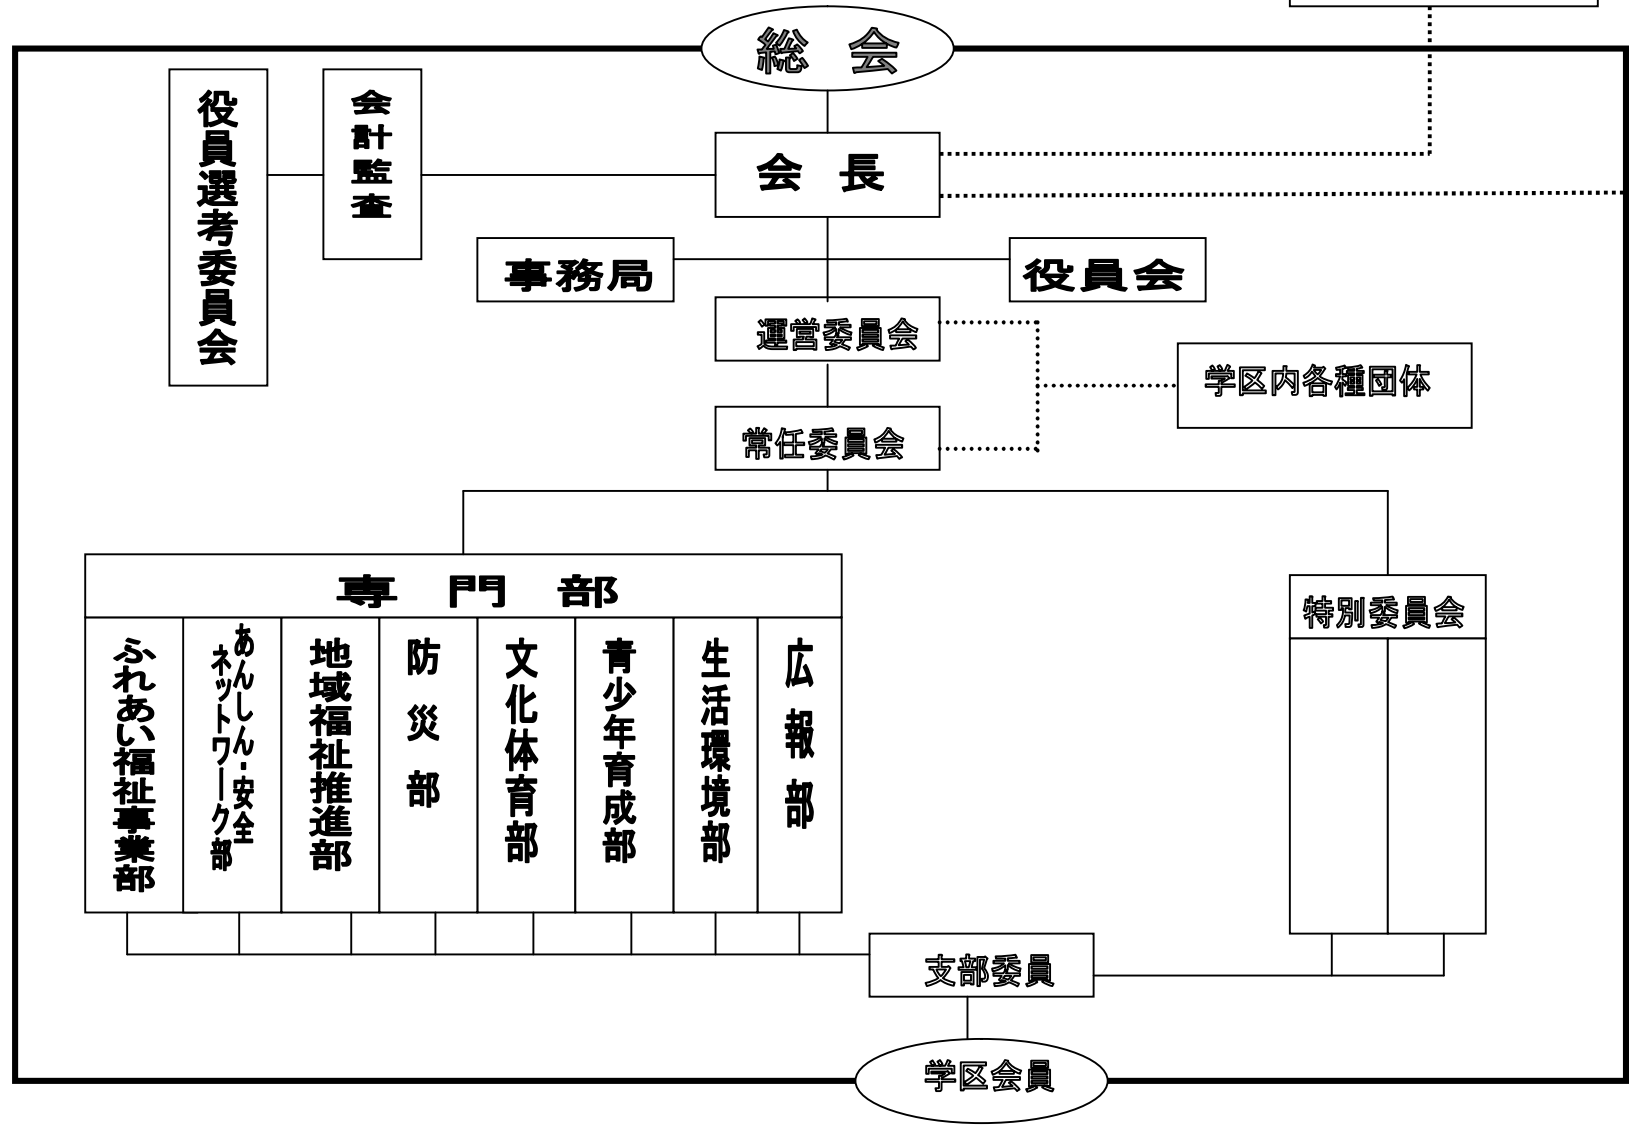 総　会
役員選考委員会
会計監査
会　長
事務局
役員会
運営委員会
学区内各種団体
常任委員会
専　門　部
特別委員会
ふれあい福祉事業部
あんしん・安全
ネットワーク部
地域福祉推進部
防　災　部
文化体育部
青少年育成部
生活環境部
広　報　部
支部委員
学区会員